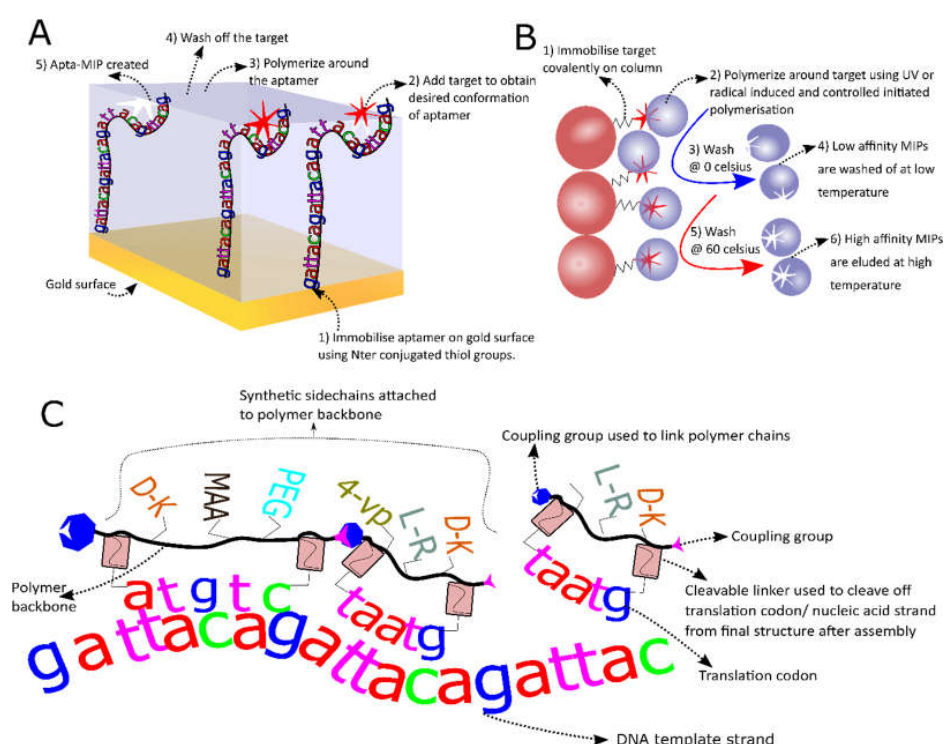 A
4) Wash off the target
5) Apta-MIP created
3) Polymerize around
the aptamer
2) Add target to obtain
desired conformation
of aptamer
gattacagattacagattacag
gattacagattacagattacag
gattacagattacagattacag
Gold surface
1) Immobilise aptamer on gold surface
using Nter conjugated thiol groups.
B
1) Immobilise target
covalently on column
2) Polymerize around target using UV or
radical induced and controlled initiated
polymerisation
3) Wash
@ 0 celsius
4) Low affinity MIPs
are washed of at low
temperature
5) Wash
@ 60 celsius
6) High affinity MIPs
are eluded at high
temperature
C
Synthetic sidechains attached
to polymer backbone
Coupling group used to link polymer chains
D-K
MAA
PEG
4-vp
L-R
D-K
L-R
D-K
Coupling group
Polymer
backbone
atgtc
taatg
taatg
Cleavable linker used to cleave off
translation codon/ nucleic acid strand
from final structure after assembly
Translation codon
gattacagattacagattac
DNA template strand